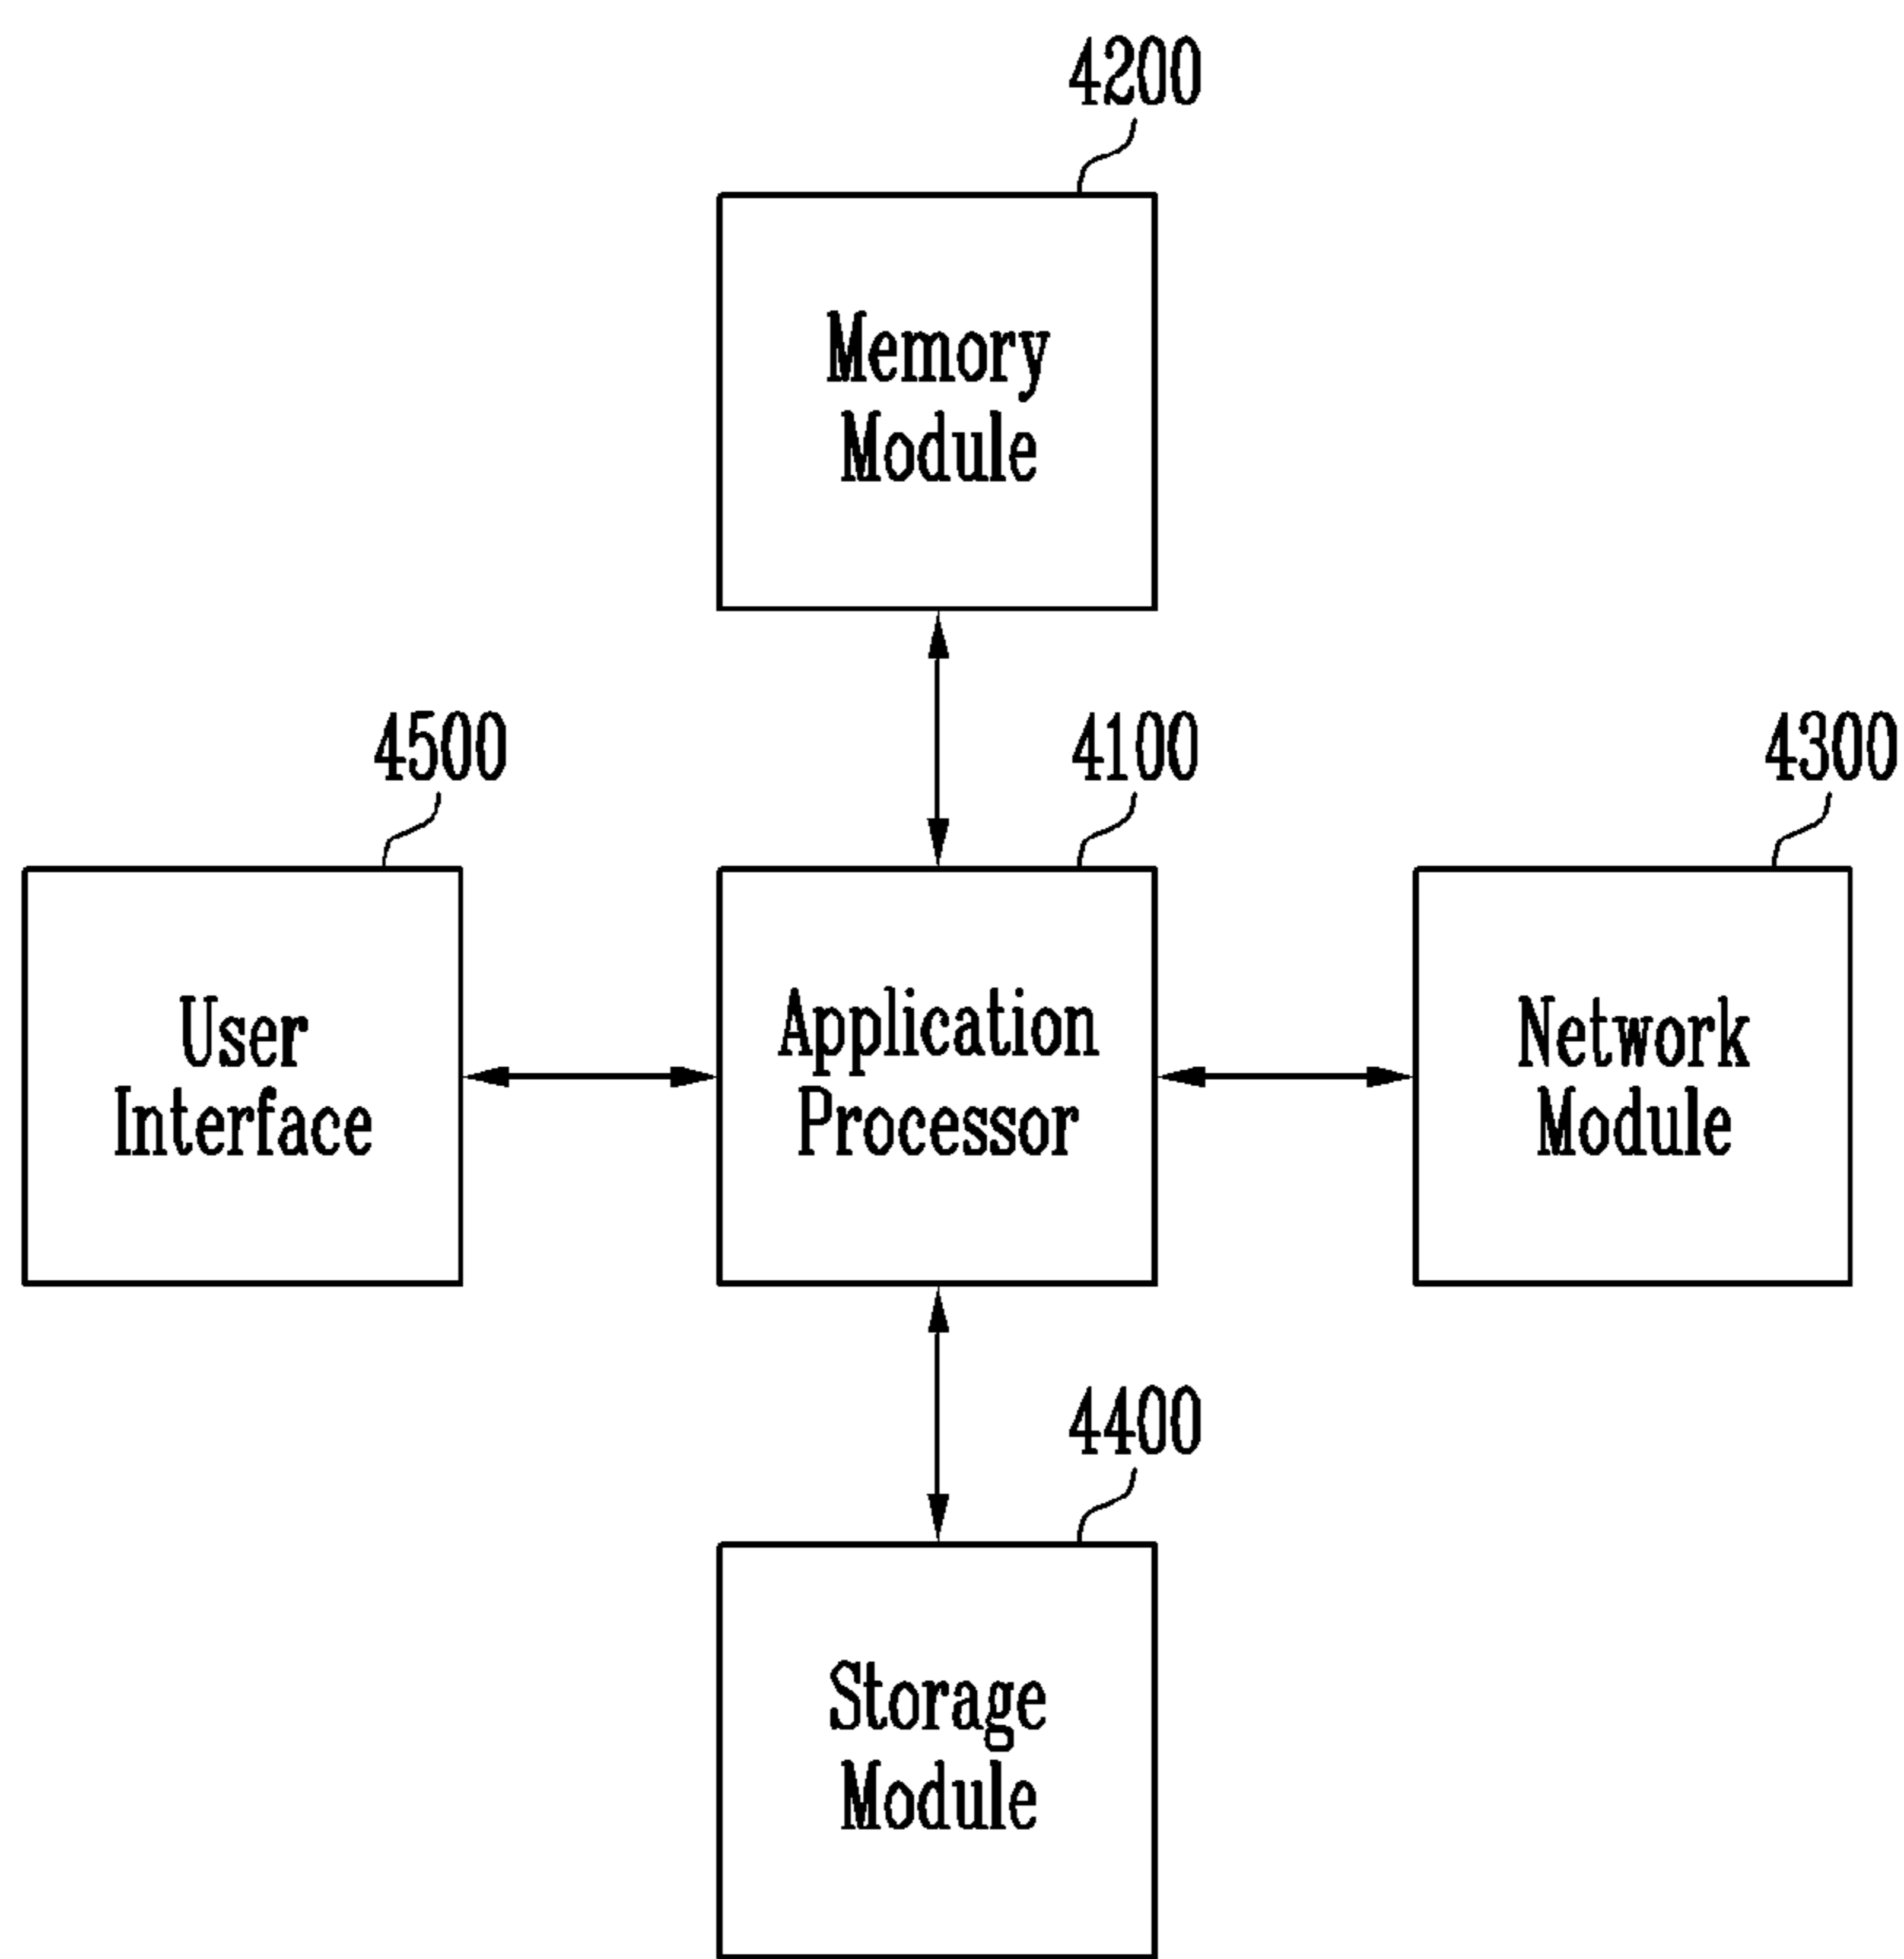 4200
Memory
Module
4500
4100
4300
User
Interface
Application
Processor
Network
Module
4400
Storage
Module